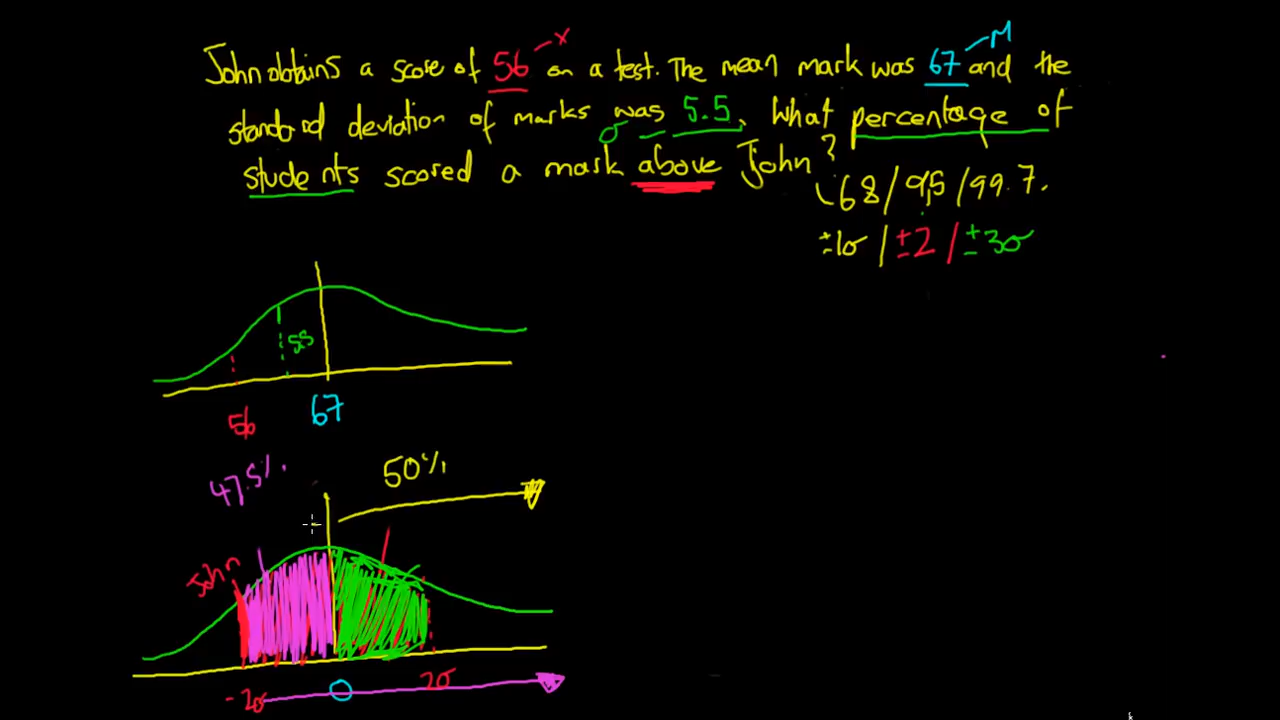 John obtains a score of 56 on a test. The mean mark was 67 and the
standard deviation of marks was 5.5. What percentage of
students scored a mark above John?
x
M
σ
68/95/99.7.
±1σ/±2/±3σ
56
67
47.5%
50%
John
-2σ
0
2σ